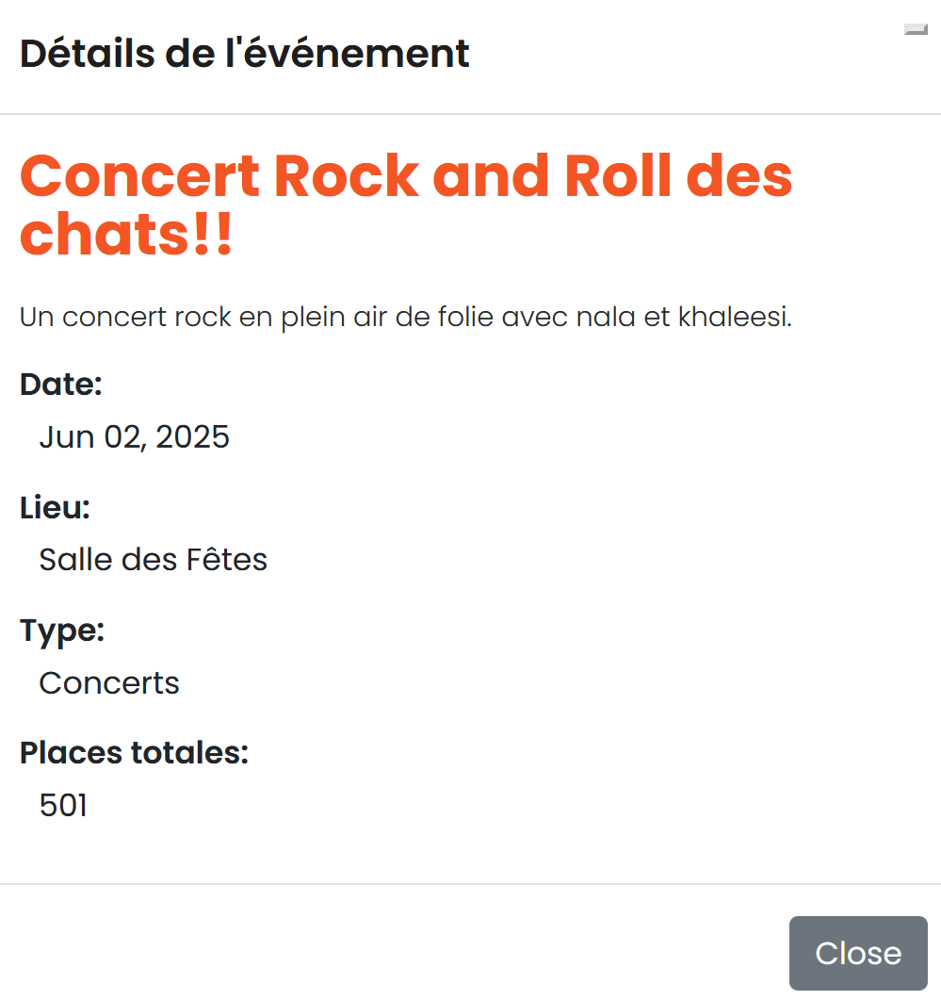 Détails de l'événement
Concert Rock and Roll des
chats!!
Un concert rock en plein air de folie avec nala et khaleesi.
Date:
Jun 02, 2025
Lieu:
Salle des Fêtes
Type:
Concerts
Places totales:
501
Close